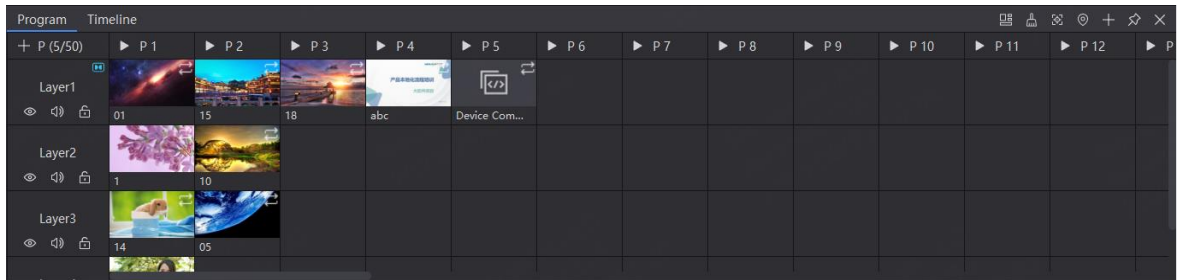 Program Timeline
P (5/50) P 1 P 2 P 3 P 4 P 5 P 6 P 7 P 8 P 9 P 10 P 11 P 12 P
Layer1
01 15 18 abc Device Com...
Layer2
1 10
Layer3
14 05